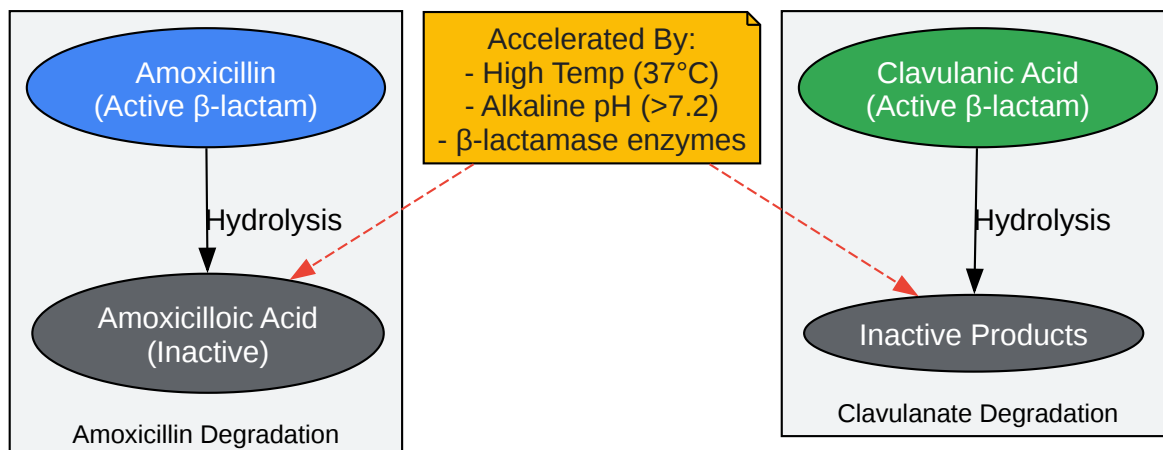 Amoxicillin
(Active β-lactam)
Hydrolysis
Amoxicilloic Acid
(Inactive)
Amoxicillin Degradation
Accelerated By:
- High Temp (37°C)
- Alkaline pH (>7.2)
- β-lactamase enzymes
Clavulanic Acid
(Active β-lactam)
Hydrolysis
Inactive Products
Clavulanate Degradation